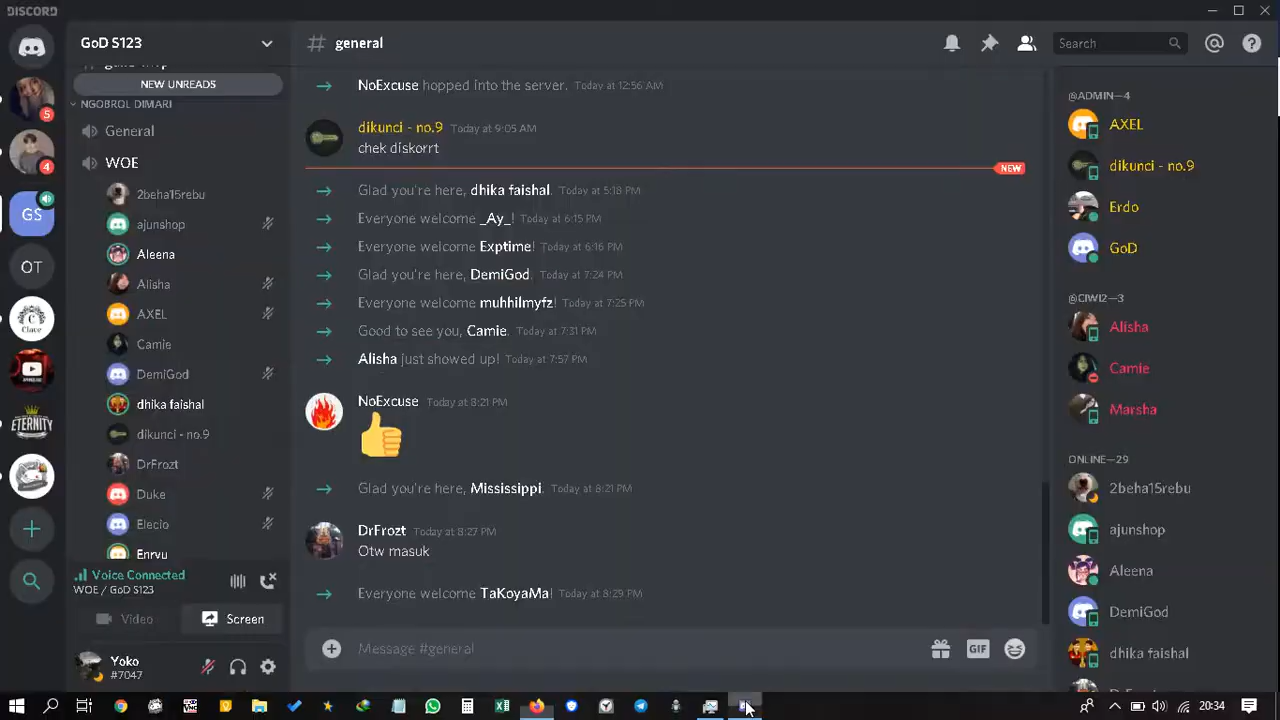 DISCORD
GoD S123
general
Search
NEW UNREADS
NGOBROL DIMARI
General
WOE
2beha15rebu
ajunshop
Aleena
Alisha
AXEL
Camie
DemiGod
dhika faishal
dikunci - no.9
DrFrozt
Duke
Elecio
Enrvu
Voice Connected
WOE / GoD S123
Video
Screen
Yoko
#7047
5
4
GS
OT
Clave
ETERNITY
NoExcuse hopped into the server. Today at 12:56 AM
dikunci - no.9 Today at 9:05 AM
chek diskorrt
NEW
Glad you're here, dhika faishal. Today at 5:18 PM
Everyone welcome _Ay_! Today at 6:15 PM
Everyone welcome Exptime! Today at 6:16 PM
Glad you're here, DemiGod. Today at 7:24 PM
Everyone welcome muhhilmyfz! Today at 7:25 PM
Good to see you, Camie. Today at 7:31 PM
Alisha just showed up! Today at 7:57 PM
NoExcuse Today at 8:21 PM
Glad you're here, Mississippi. Today at 8:21 PM
DrFrozt Today at 8:27 PM
Otw masuk
Everyone welcome TaKoyaMa! Today at 8:29 PM
Message #general
GIF
@ADMIN—4
AXEL
dikunci - no.9
Erdo
GoD
@CIWI2—3
Alisha
Camie
Marsha
ONLINE—29
2beha15rebu
ajunshop
Aleena
DemiGod
dhika faishal
20:34